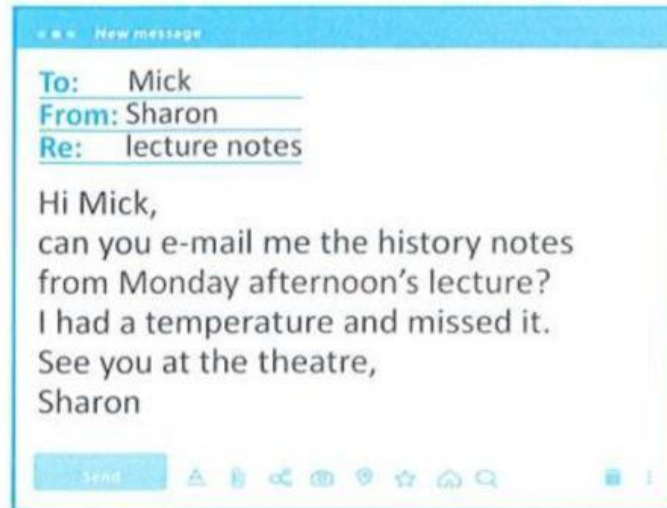 New message
To: Mick
From: Sharon
Re: lecture notes
Hi Mick,
can you e-mail me the history notes
from Monday afternoon's lecture?
I had a temperature and missed it.
See you at the theatre,
Sharon
Send